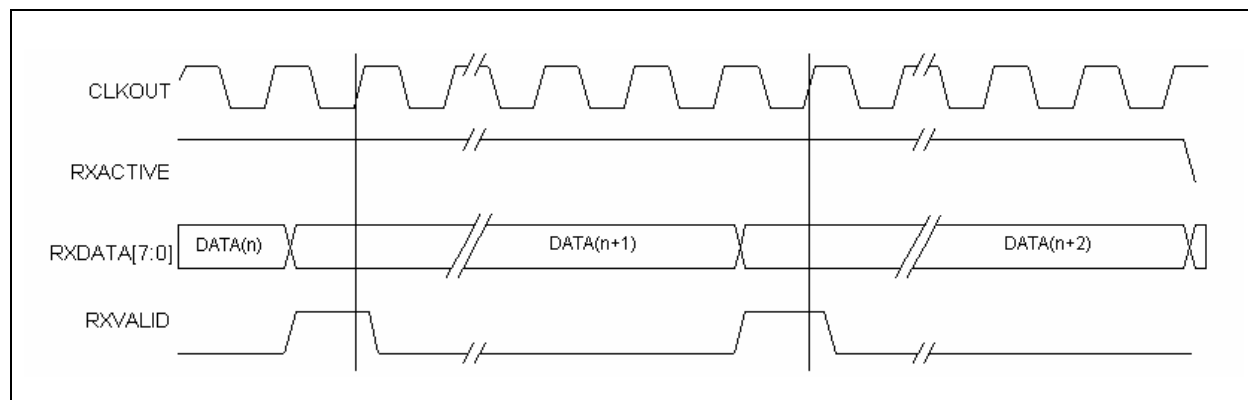 CLKOUT
RXACTIVE
RXDATA[7:0]
DATA(n)
DATA(n+1)
DATA(n+2)
RXVALID